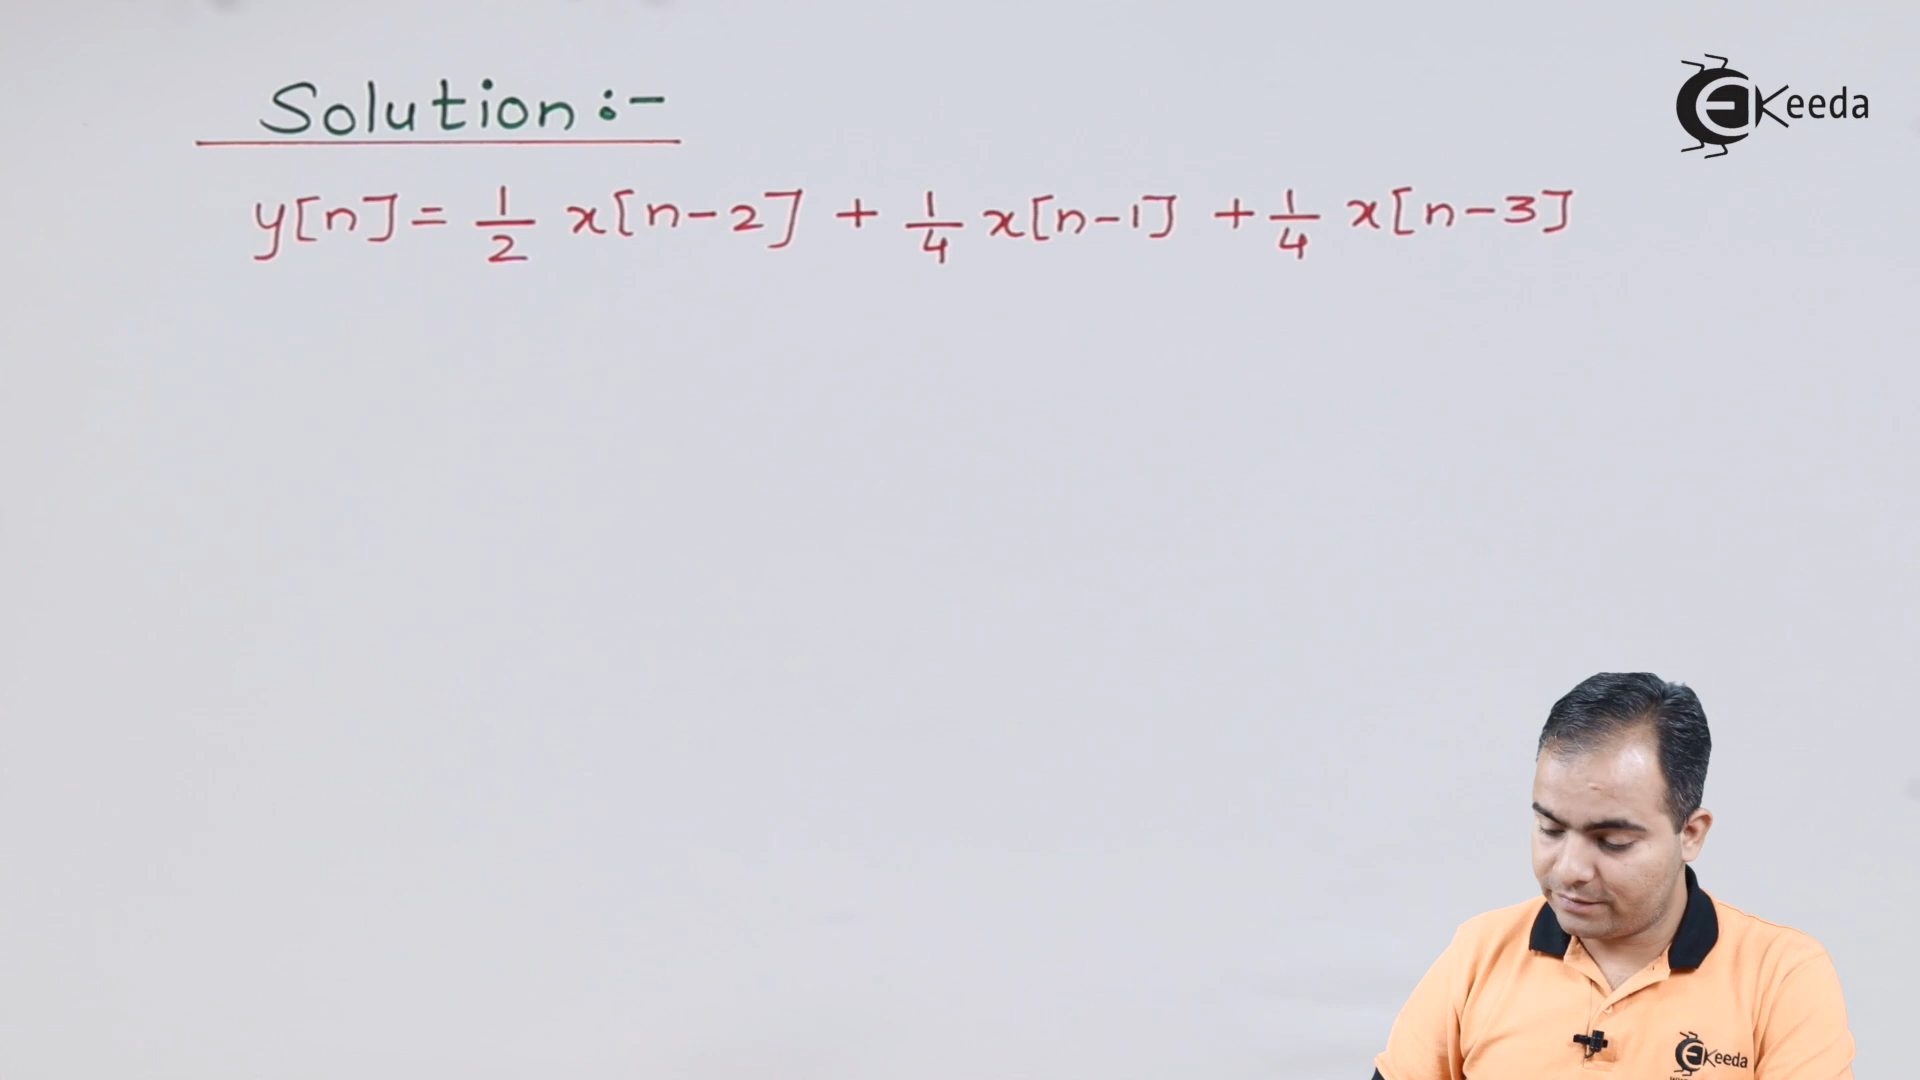 Solution :-
EKeeda
y[n] = 1/2 x[n-2] + 1/4 x[n-1] + 1/4 x[n-3]
EKeeda